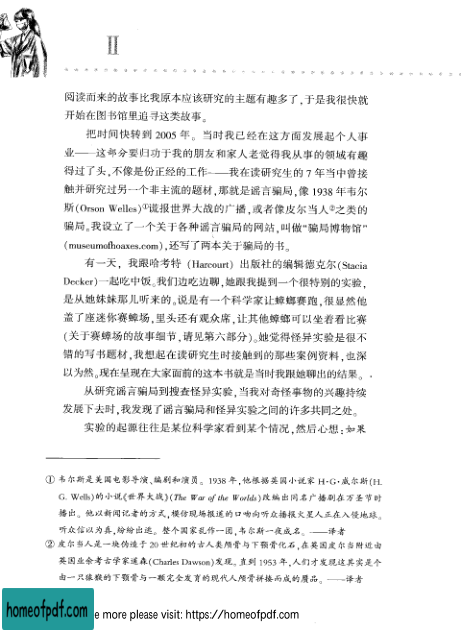 II
阅读而来的故事比我原本应该研究的主题有趣多了,于是我很快就
开始在图书馆里追寻这类故事。
把时间快转到 2005 年。当时我已经在这方面发展起个人事
业——这部分要归功于我的朋友和家人老觉得我从事的领域有趣
得过了头,不像是份正经的工作——我在读研究生的 7 年当中曾接
触并研究过另一个非主流的题材,那就是谣言骗局,像 1938 年韦尔
斯(Orson Welles)①谎报世界大战的广播,或者像皮尔当人②之类的
骗局。我设立了一个关于各种谣言骗局的网站,叫做“骗局博物馆”
(museumofhoaxes.com),还写了两本关于骗局的书。
有一天,我跟哈考特 (Harcourt) 出版社的编辑德克尔(Stacia
Decker)一起吃中饭。我们边吃边聊,她跟我提到一个很特别的实验,
是从她妹妹那儿听来的。说是有一个科学家让蟑螂赛跑,很显然他
盖了座迷你赛蟑场,里头还有观众席,让其他蟑螂可以坐着看比赛
(关于赛蟑场的故事细节,请见第六部分)。她觉得怪异实验是很不
错的写书题材,我想起在读研究生时接触到的那些案例资料,也深
以为然。现在呈现在大家面前的这本书就是当时我跟她聊出的结果。
从研究谣言骗局到搜查怪异实验,当我对奇怪事物的兴趣持续
发展下去时,我发现了谣言骗局和怪异实验之间的许多共同之处。
实验的起源往往是某位科学家看到某个情况,然后心想:如果
① 韦尔斯是美国电影导演、编剧和演员。1938 年,他根据英国小说家 H·G·威尔斯(H.
G. Wells)的小说《世界大战》(The War of the Worlds)改编出同名广播剧在万圣节时
播出。他以新闻记者的方式,模仿现场报道的口吻向听众播报火星人正在入侵地球。
听众信以为真,纷纷出逃。整个国家乱作一团,韦尔斯一夜成名。——译者
② 皮尔当人是一块伪造于 20 世纪初的古人类颅骨与下颚骨化石,在英国皮尔当附近由
英国业余考古学家道森(Charles Dawson)发现。直到 1953 年,人们才发现这其实是个
由一只猿猴的下颚骨与一颗完全发育的现代人颅骨拼接而成的赝品。——译者
homeofpdf.com
e more please visit: https://homeofpdf.com